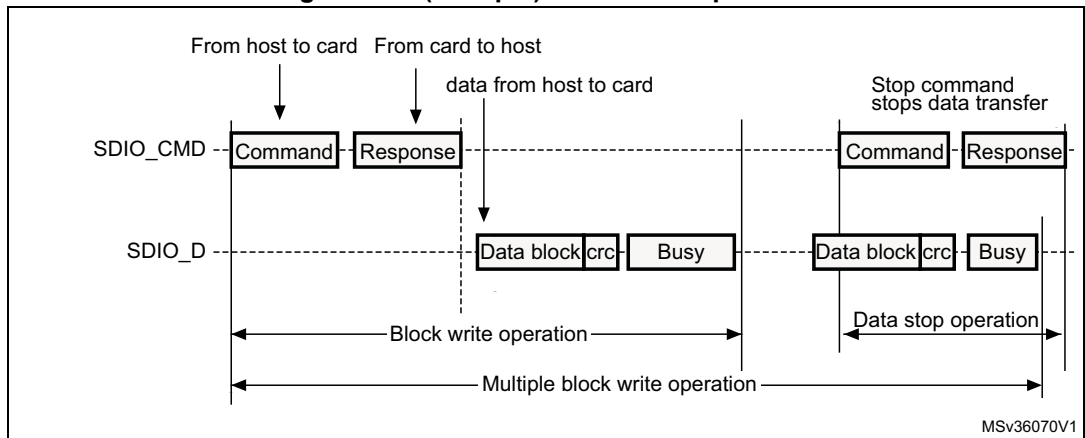 From host to card From card to host
data from host to card
Stop command
stops data transfer
SDIO_CMD Command Response Command Response
SDIO_D Data block crc Busy Data block crc Busy
Block write operation Data stop operation
Multiple block write operation
MSv36070V1